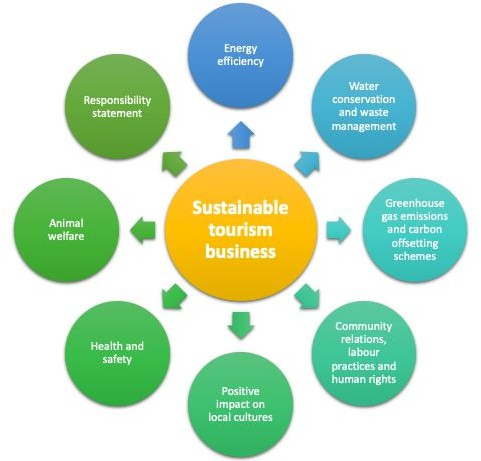 Energy
efficiency
Water
conservation
and waste
management
Greenhouse
gas emissions
and carbon
offsetting
schemes
Community
relations,
labour
practices and
human rights
Positive
impact on
local cultures
Health and
safety
Animal
welfare
Responsibility
statement
Sustainable
tourism
business